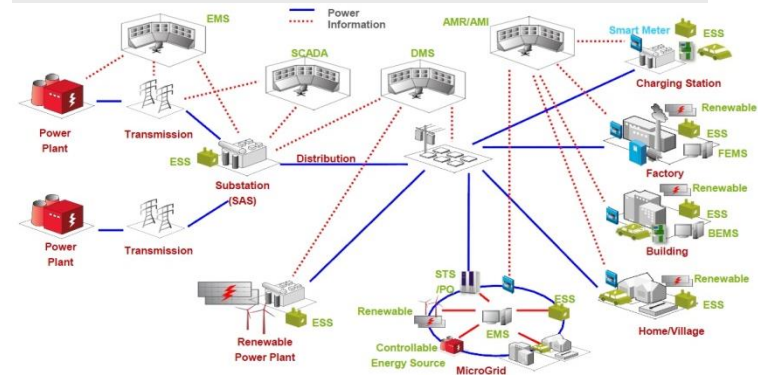 Power
Information
EMS
AMR/AMI
SCADA
DMS
Smart Meter
ESS
Charging Station
Power
Plant
Transmission
ESS
Substation
(SAS)
Distribution
Renewable
ESS
FEMS
Factory
Power
Plant
Transmission
Renewable
ESS
BEMS
Building
ESS
Renewable
Power Plant
STS
/PQ
Renewable
ESS
EMS
Controllable
Energy Source
MicroGrid
Renewable
ESS
Home/Village